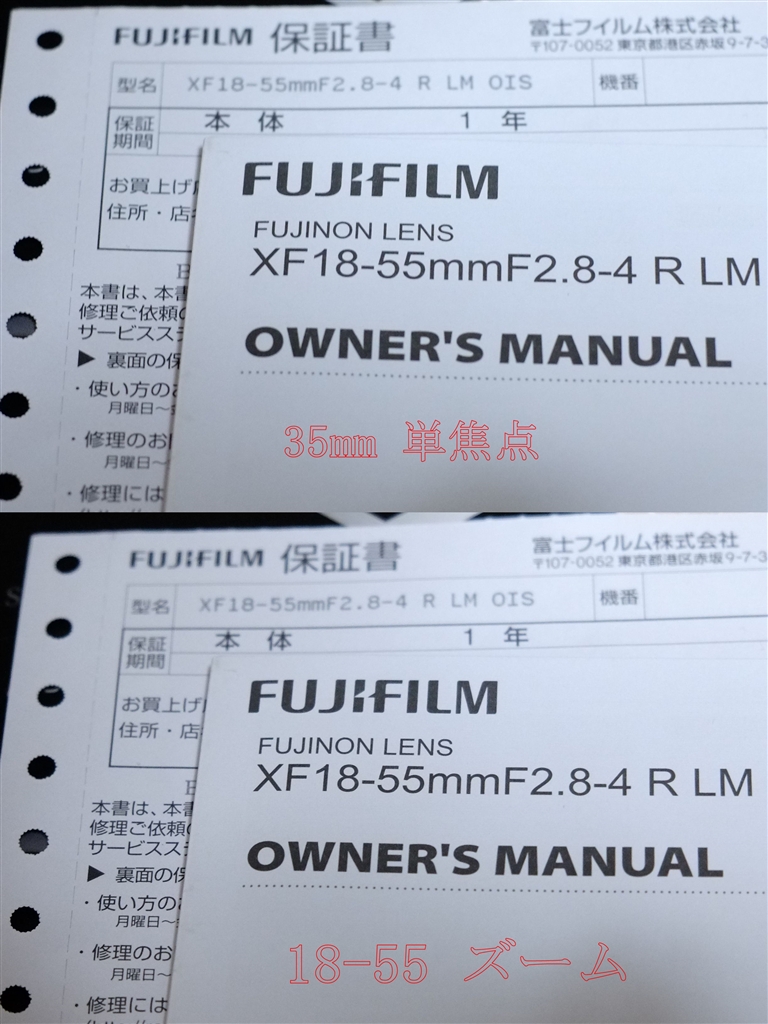 FUJIFILM 保証書
富士フイルム株式会社
〒107-0052 東京都港区赤坂9-7-3
型名 XF18-55mmF2.8-4 R LM OIS 機番
保証期間 本体 1年
お買上げ
住所・店
本書は、本
修理ご依頼
サービスス
▶ 裏面の保
・使い方の
月曜日〜
・修理のお
月曜日〜
・修理には
FUJIFILM
FUJINON LENS
XF18-55mmF2.8-4 R LM
OWNER'S MANUAL
35mm 単焦点
FUJIFILM 保証書
富士フイルム株式会社
〒107-0052 東京都港区赤坂9-7-3
型名 XF18-55mmF2.8-4 R LM OIS 機番
保証期間 本体 1年
お買上げ
住所・店
本書は、本
修理ご依頼
サービスス
▶ 裏面の保
・使い方の
月曜日〜
・修理のお
月曜日〜
・修理には
FUJIFILM
FUJINON LENS
XF18-55mmF2.8-4 R LM
OWNER'S MANUAL
18-55 ズーム